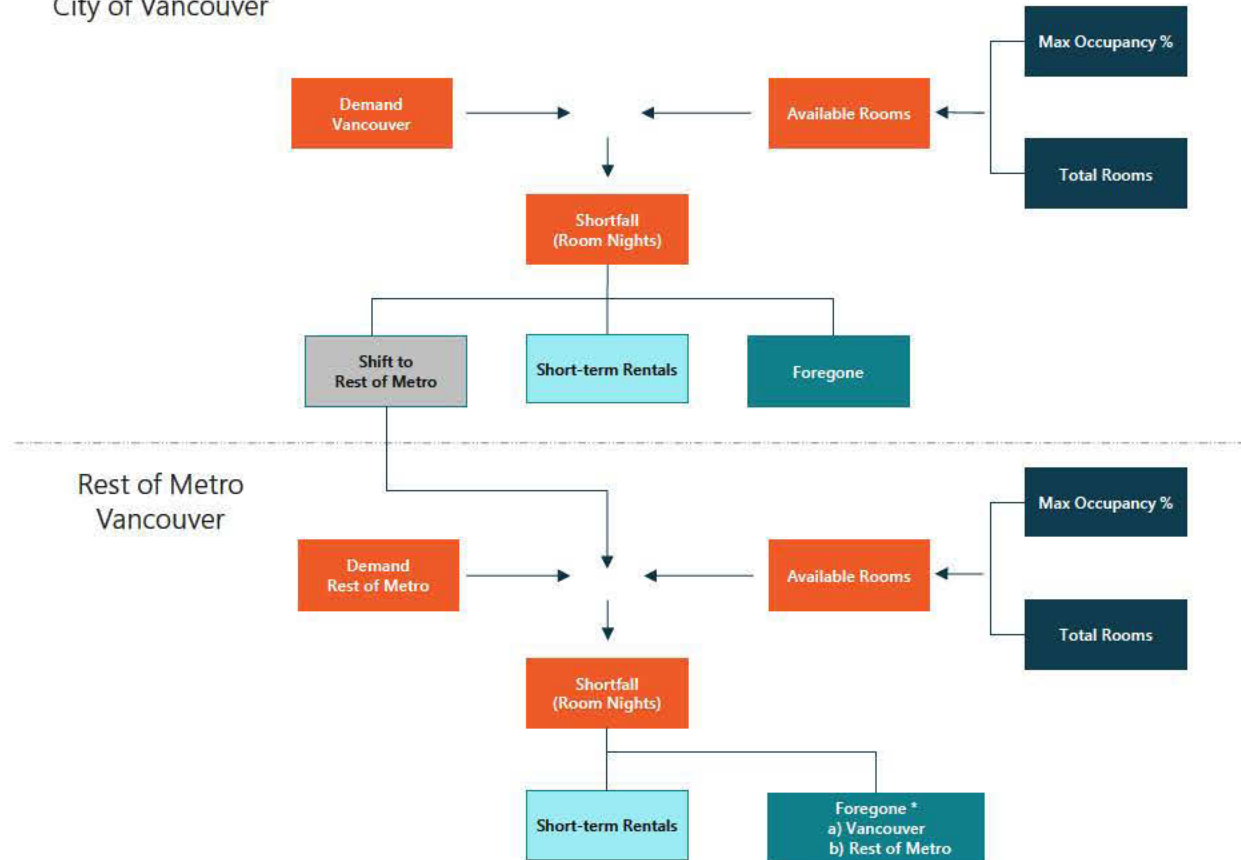 City of Vancouver
Max Occupancy %
Demand
Vancouver
Available Rooms
Total Rooms
Shortfall
(Room Nights)
Shift to
Rest of Metro
Short-term Rentals
Foregone
Rest of Metro
Vancouver
Max Occupancy %
Demand
Rest of Metro
Available Rooms
Total Rooms
Shortfall
(Room Nights)
Short-term Rentals
Foregone *
a) Vancouver
b) Rest of Metro